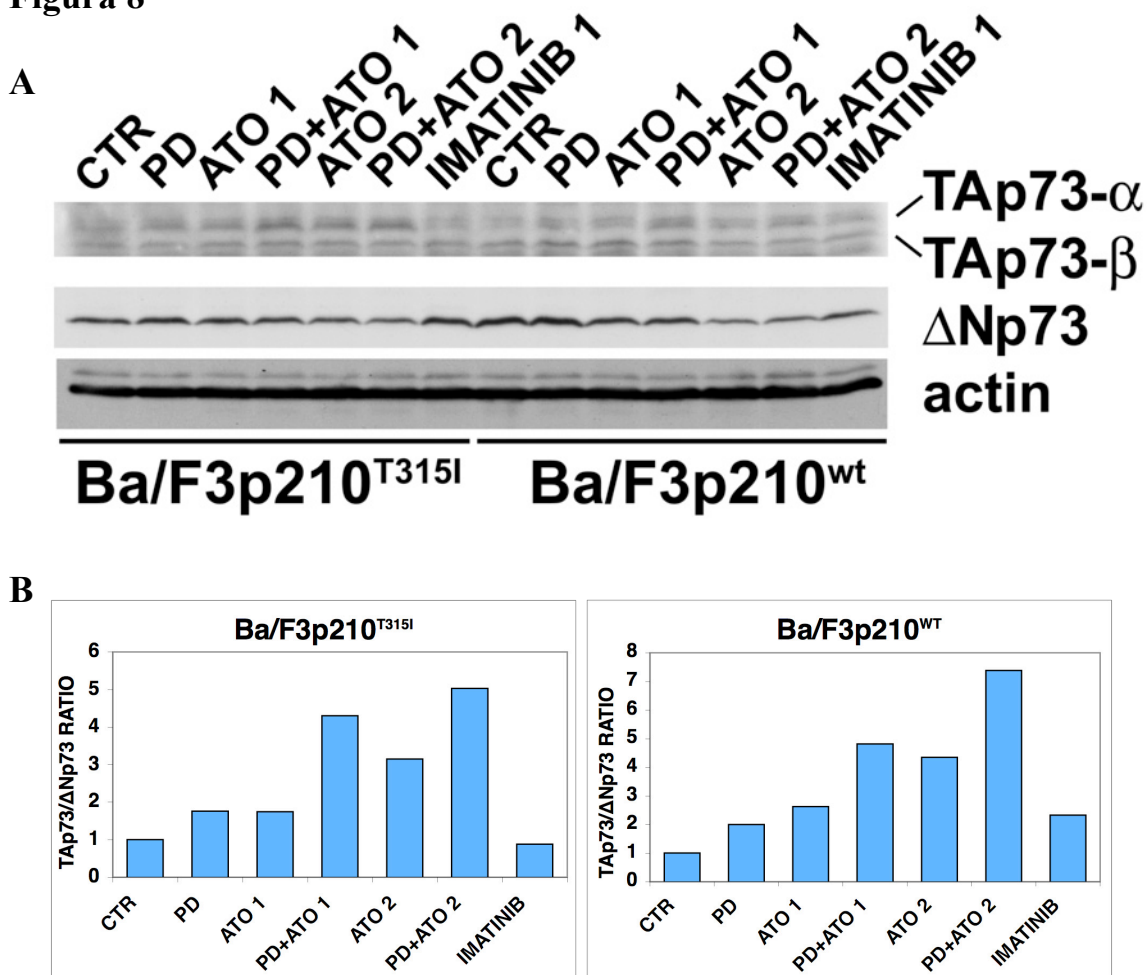 Figura 8
A
CTR
PD
ATO 1
PD+ATO 1
ATO 2
PD+ATO 2
IMATINIB 1
CTR
PD
ATO 1
PD+ATO 1
ATO 2
PD+ATO 2
IMATINIB 1
TAp73-α
TAp73-β
ΔNp73
actin
Ba/F3p210T315I
Ba/F3p210wt
B
Ba/F3p210T315I
TAp73/ΔNp73 RATIO
6
5
4
3
2
1
0
CTR
PD
ATO 1
PD+ATO 1
ATO 2
PD+ATO 2
IMATINIB
Ba/F3p210WT
TAp73/ΔNp73 RATIO
8
7
6
5
4
3
2
1
0
CTR
PD
ATO 1
PD+ATO 1
ATO 2
PD+ATO 2
IMATINIB